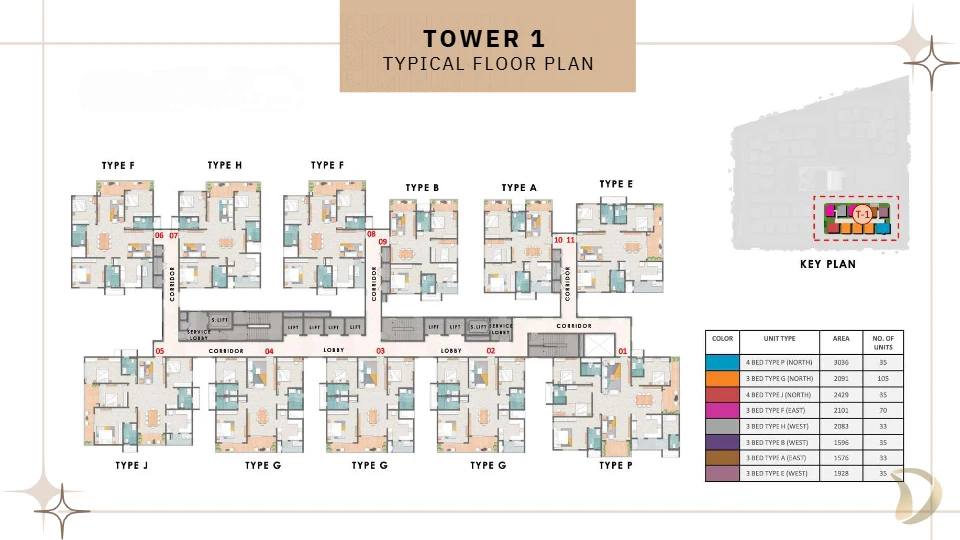 TOWER 1
TYPICAL FLOOR PLAN
TYPE F
TYPE H
TYPE F
TYPE B
TYPE A
TYPE E
06 07
08
09
10 11
CORRIDOR
CORRIDOR
CORRIDOR
S.LIFT
SERVICE
LOBBY
LIFT
LIFT
LIFT
LIFT
LIFT
LIFT
S.LIFT
SERVICE
LOBBY
CORRIDOR
05
CORRIDOR
04
LOBBY
03
LOBBY
02
01
TYPE J
TYPE G
TYPE G
TYPE G
TYPE P
T-1
KEY PLAN
COLOR UNIT TYPE AREA NO. OF UNITS
4 BED TYPE P (NORTH) 3036 35
3 BED TYPE G (NORTH) 2091 105
4 BED TYPE J (NORTH) 2429 35
3 BED TYPE F (EAST) 2101 70
3 BED TYPE H (WEST) 2083 33
3 BED TYPE B (WEST) 1596 35
3 BED TYPE A (EAST) 1576 33
3 BED TYPE E (WEST) 1928 35